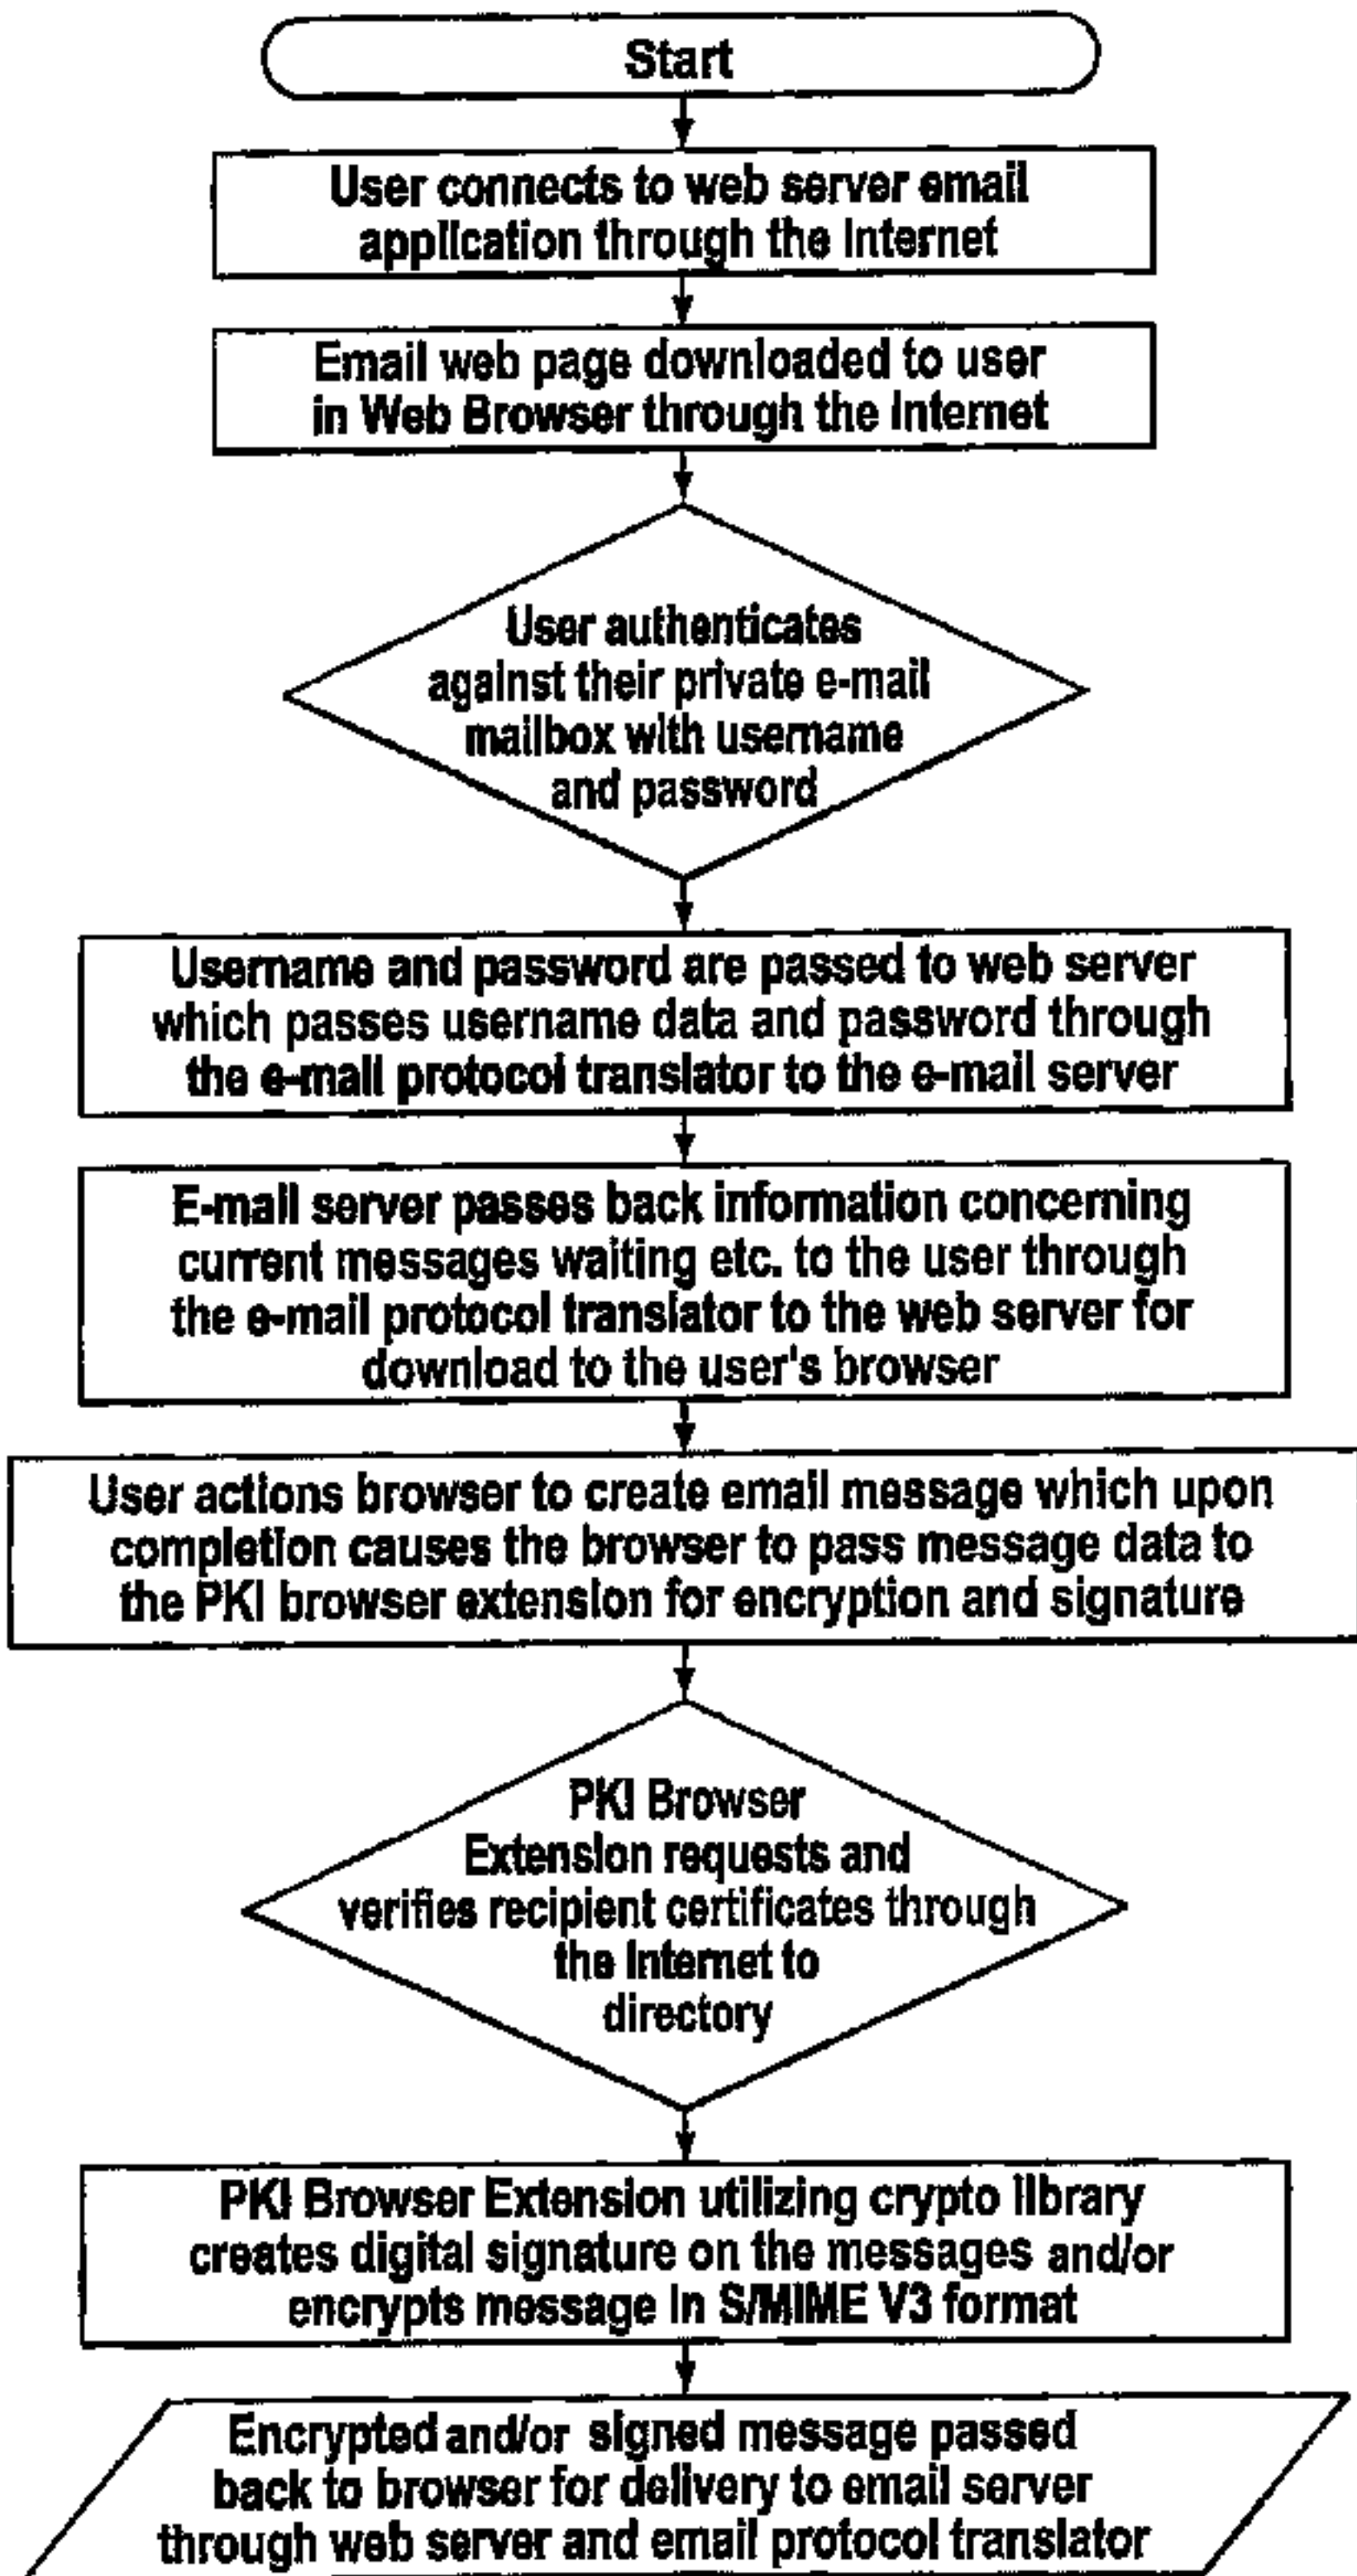 Start
User connects to web server email
application through the Internet
Email web page downloaded to user
in Web Browser through the Internet
User authenticates
against their private e-mail
mailbox with username
and password
Username and password are passed to web server
which passes username data and password through
the e-mail protocol translator to the e-mail server
E-mail server passes back information concerning
current messages waiting etc. to the user through
the e-mail protocol translator to the web server for
download to the user's browser
User actions browser to create email message which upon
completion causes the browser to pass message data to
the PKI browser extension for encryption and signature
PKI Browser
Extension requests and
verifies recipient certificates through
the Internet to
directory
PKI Browser Extension utilizing crypto library
creates digital signature on the messages and/or
encrypts message in S/MIME V3 format
Encrypted and/or signed message passed
back to browser for delivery to email server
through web server and email protocol translator